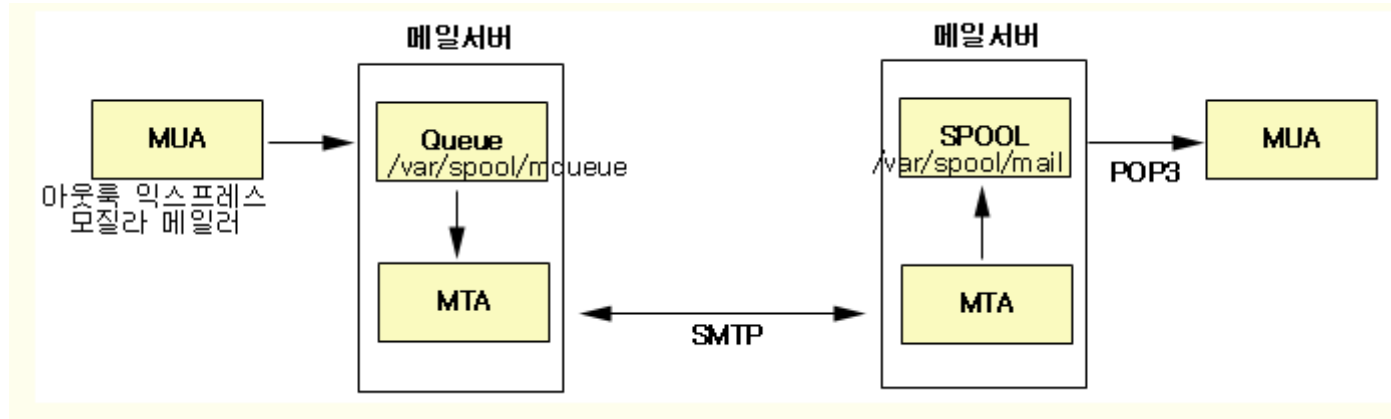 메일서버
메일서버
MUA
아웃룩 익스프레스
모질라 메일러
Queue
/var/spool/mqueue
MTA
SMTP
SPOOL
/var/spool/mail
MTA
POP3
MUA